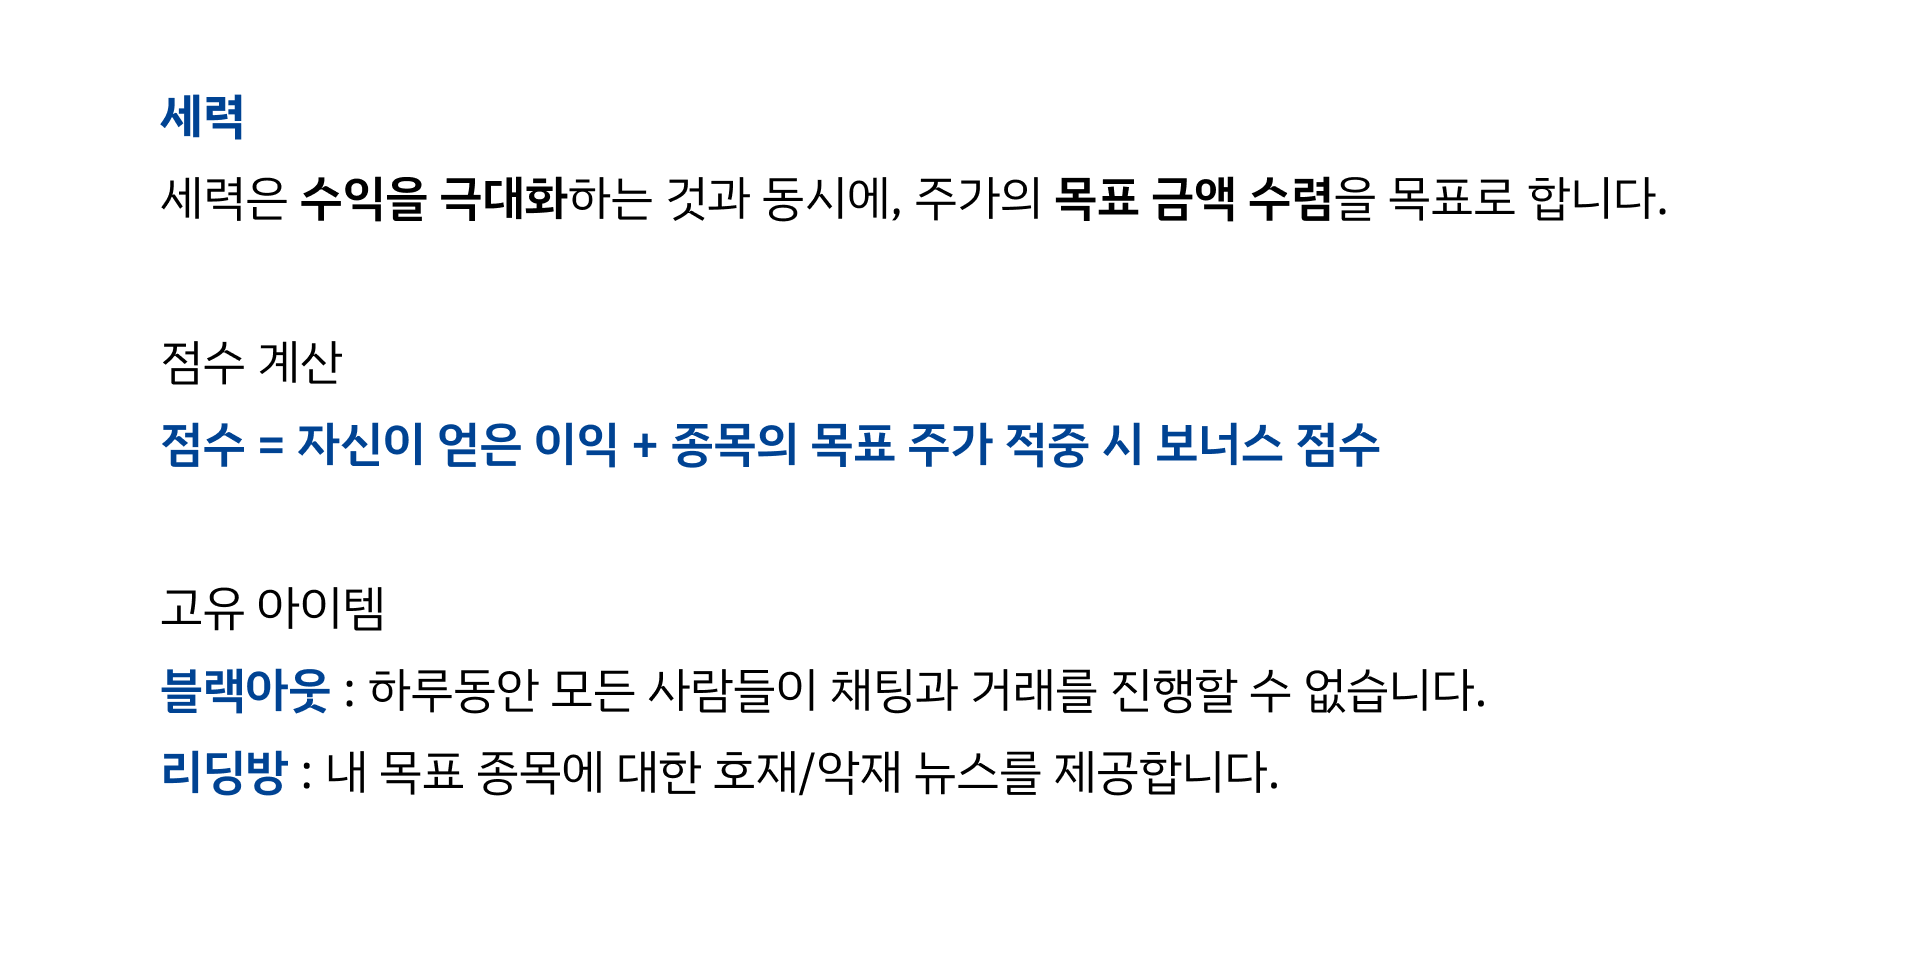 세력
세력은 수익을 극대화하는 것과 동시에, 주가의 목표 금액 수렴을 목표로 합니다.
점수 계산
점수 = 자신이 얻은 이익 + 종목의 목표 주가 적중 시 보너스 점수
고유 아이템
블랙아웃 : 하루동안 모든 사람들이 채팅과 거래를 진행할 수 없습니다.
리딩방 : 내 목표 종목에 대한 호재/악재 뉴스를 제공합니다.